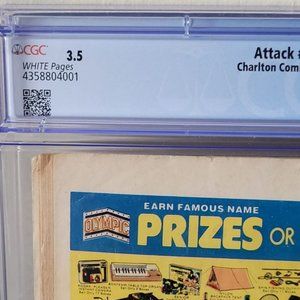 CGC 3.5 Attack #
WHITE Pages Charlton Com
4358804001
EARN FAMOUS NAME
OLYMPIC
PRIZES OR